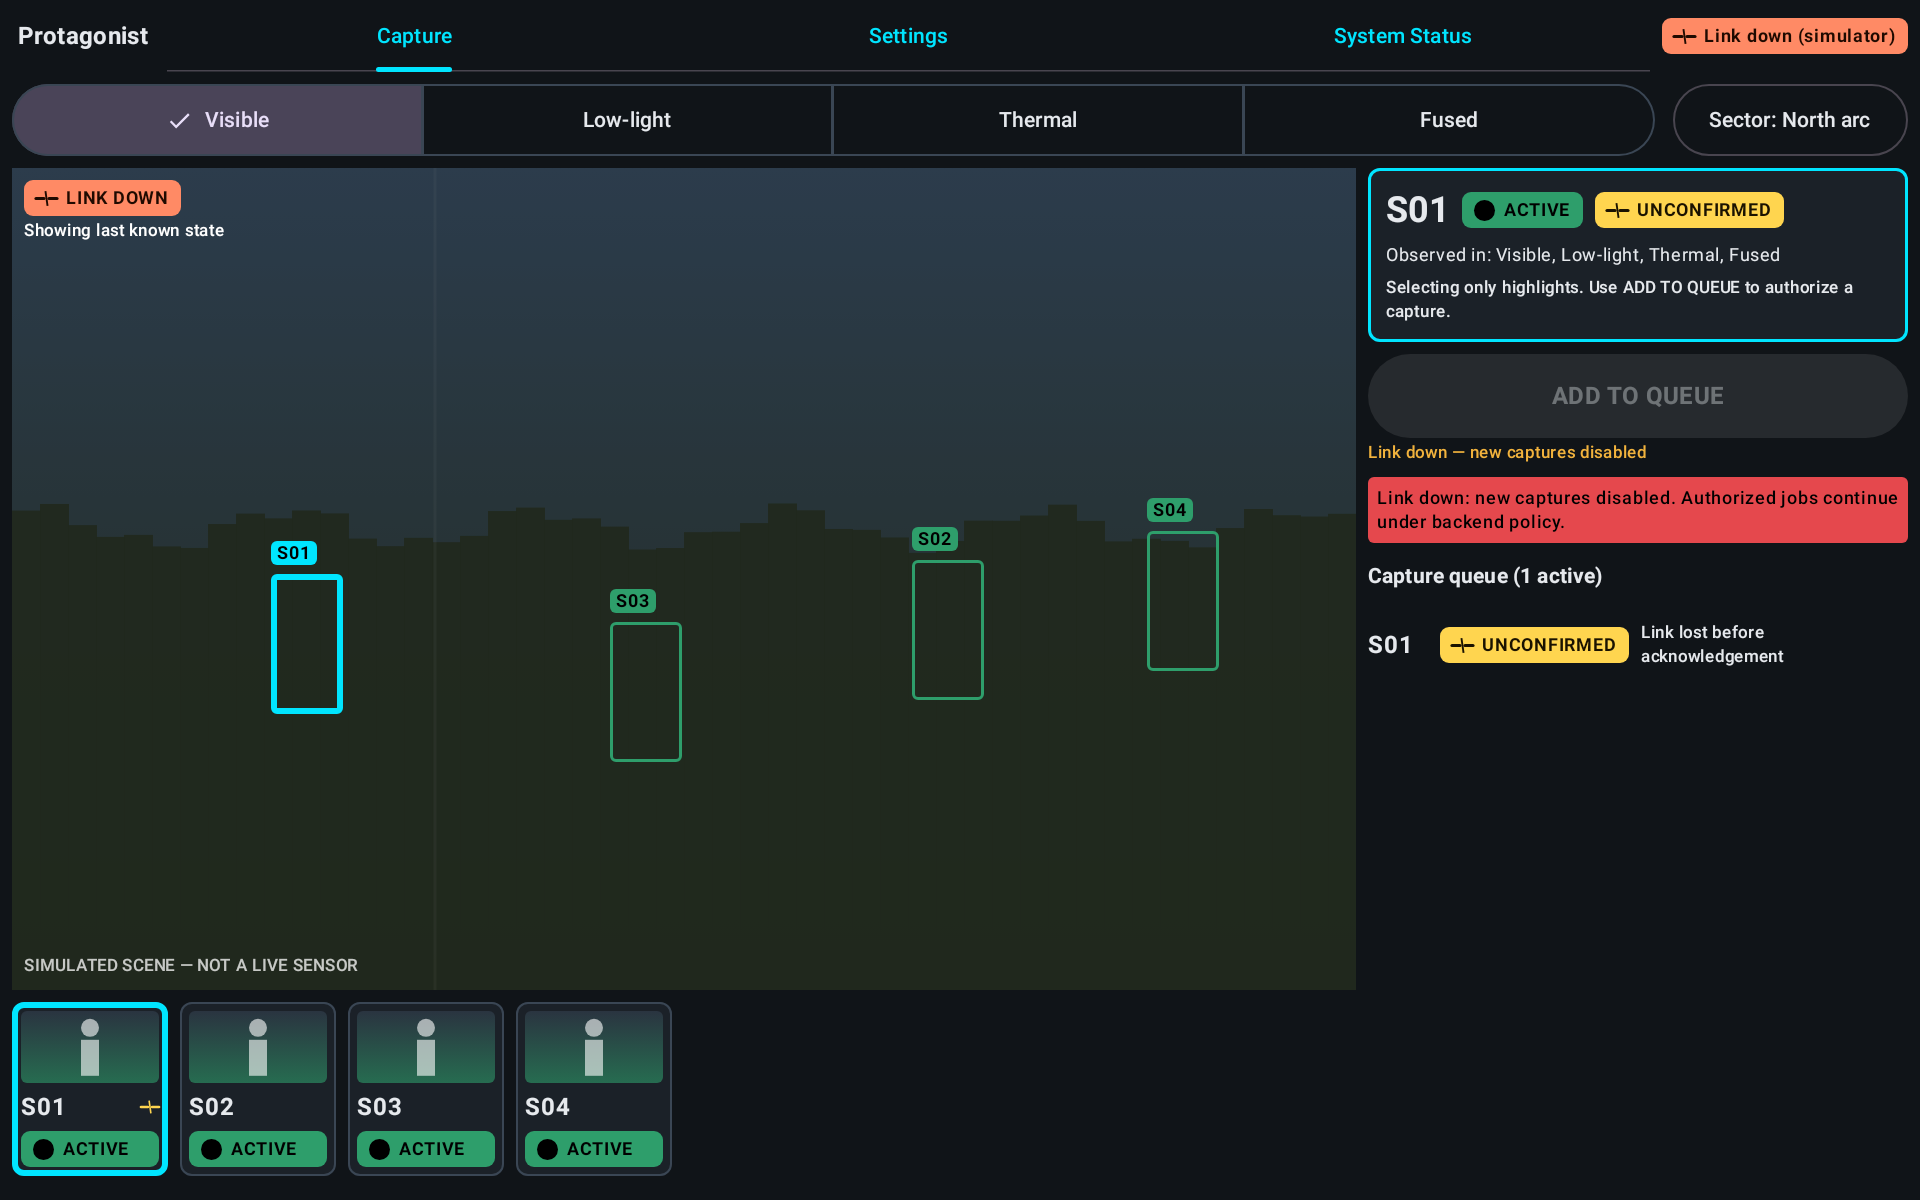 Protagonist
Capture
Settings
System Status
Link down (simulator)
Visible
Low-light
Thermal
Fused
Sector: North arc
LINK DOWN
Showing last known state
S01
S03
S02
S04
SIMULATED SCENE — NOT A LIVE SENSOR
S01 ACTIVE UNCONFIRMED
Observed in: Visible, Low-light, Thermal, Fused
Selecting only highlights. Use ADD TO QUEUE to authorize a
capture.
ADD TO QUEUE
Link down — new captures disabled
Link down: new captures disabled. Authorized jobs continue
under backend policy.
Capture queue (1 active)
S01 UNCONFIRMED
Link lost before
acknowledgement
S01
ACTIVE
S02
ACTIVE
S03
ACTIVE
S04
ACTIVE